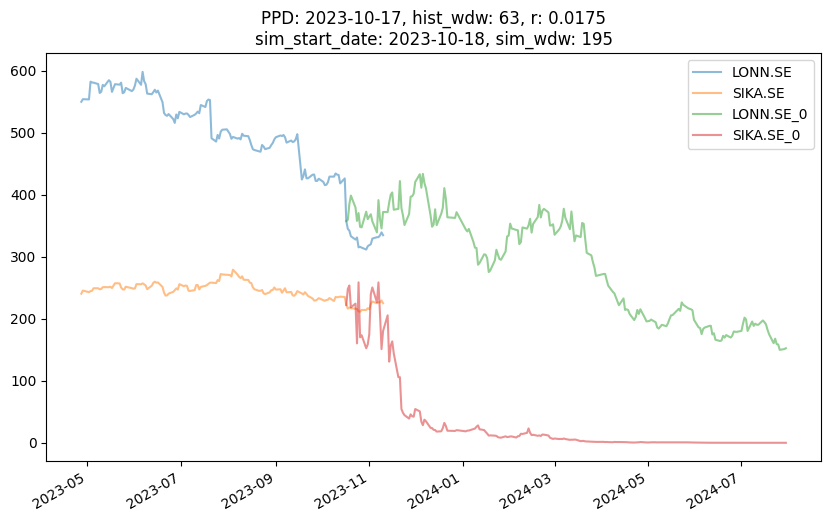 PPD: 2023-10-17, hist_wdw: 63, r: 0.0175
sim_start_date: 2023-10-18, sim_wdw: 195
LONN.SE
SIKA.SE
LONN.SE_0
SIKA.SE_0
600
500
400
300
200
100
0
2023-05
2023-07
2023-09
2023-11
2024-01
2024-03
2024-05
2024-07